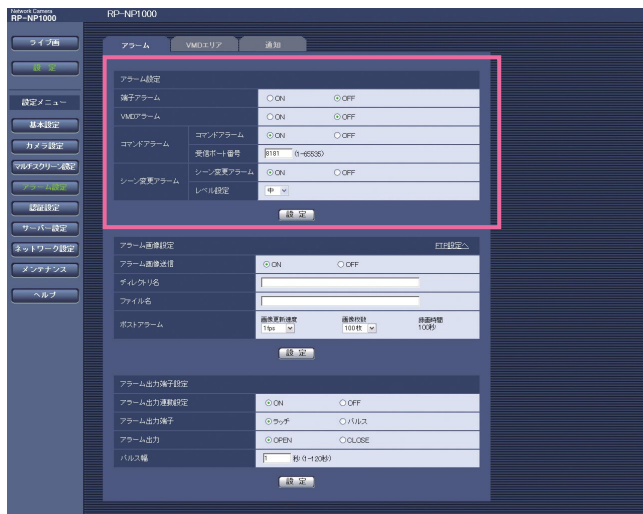 Network Camera
RP-NP1000
RP-NP1000
ライブ画
設定
設定メニュー
基本設定
カメラ設定
マルチスクリーン設定
アラーム設定
認証設定
サーバー設定
ネットワーク設定
メンテナンス
ヘルプ
アラーム VMDエリア 通知
アラーム設定
端子アラーム ON OFF
VMDアラーム ON OFF
コマンドアラーム コマンドアラーム ON OFF
受信ポート番号 8181 (1-65535)
シーン変更アラーム シーン変更アラーム ON OFF
レベル設定 中
設定
アラーム画像設定 FTP設定へ
アラーム画像送信 ON OFF
ディレクトリ名
ファイル名
ポストアラーム 画像更新速度 画像枚数 録画時間
1fps 100枚 100秒
設定
アラーム出力端子設定
アラーム出力連動設定 ON OFF
アラーム出力端子 ラッチ パルス
アラーム出力 OPEN CLOSE
パルス幅 1 秒(1-120秒)
設定